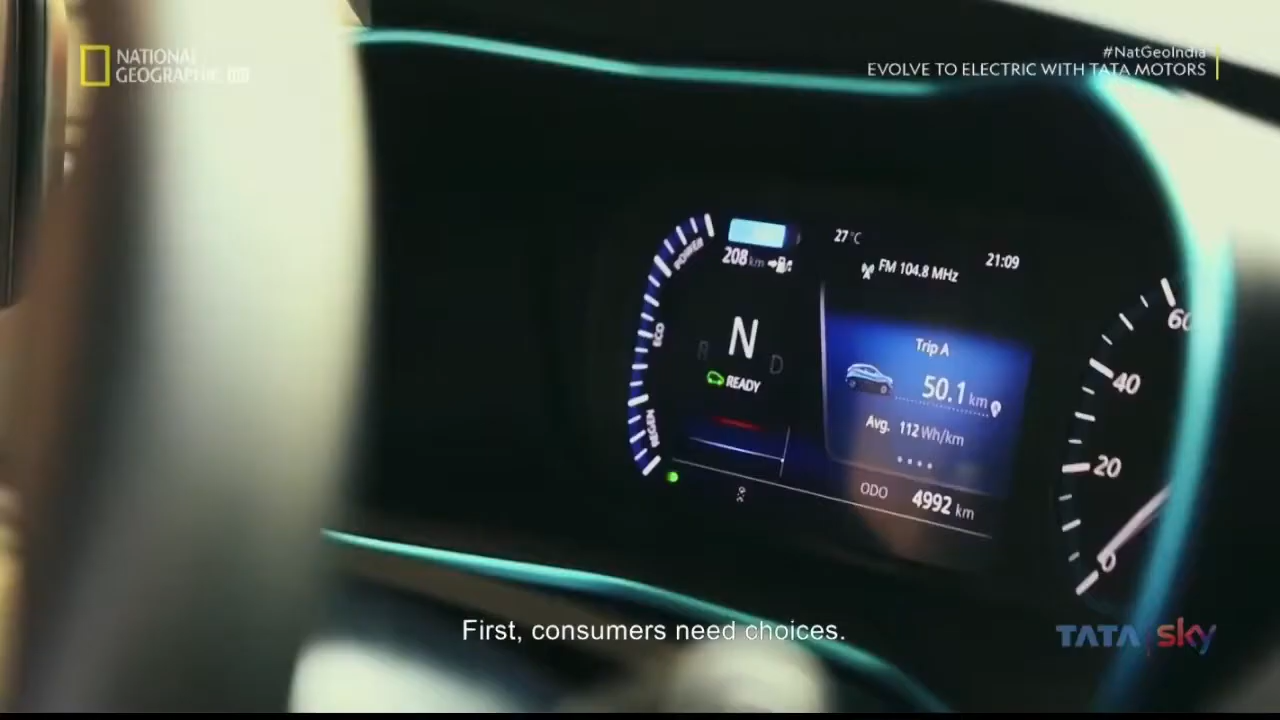 NATIONAL
GEOGRAPHIC HD
#NatGeoIndia
EVOLVE TO ELECTRIC WITH TATA MOTORS
POWER
ECO
REGEN
208 km
27°C
FM 104.8 MHz
21:09
N
R D
READY
Trip A
50.1 km
Avg. 112 Wh/km
ODO 4992 km
60
40
20
0
First, consumers need choices.
TATA sky